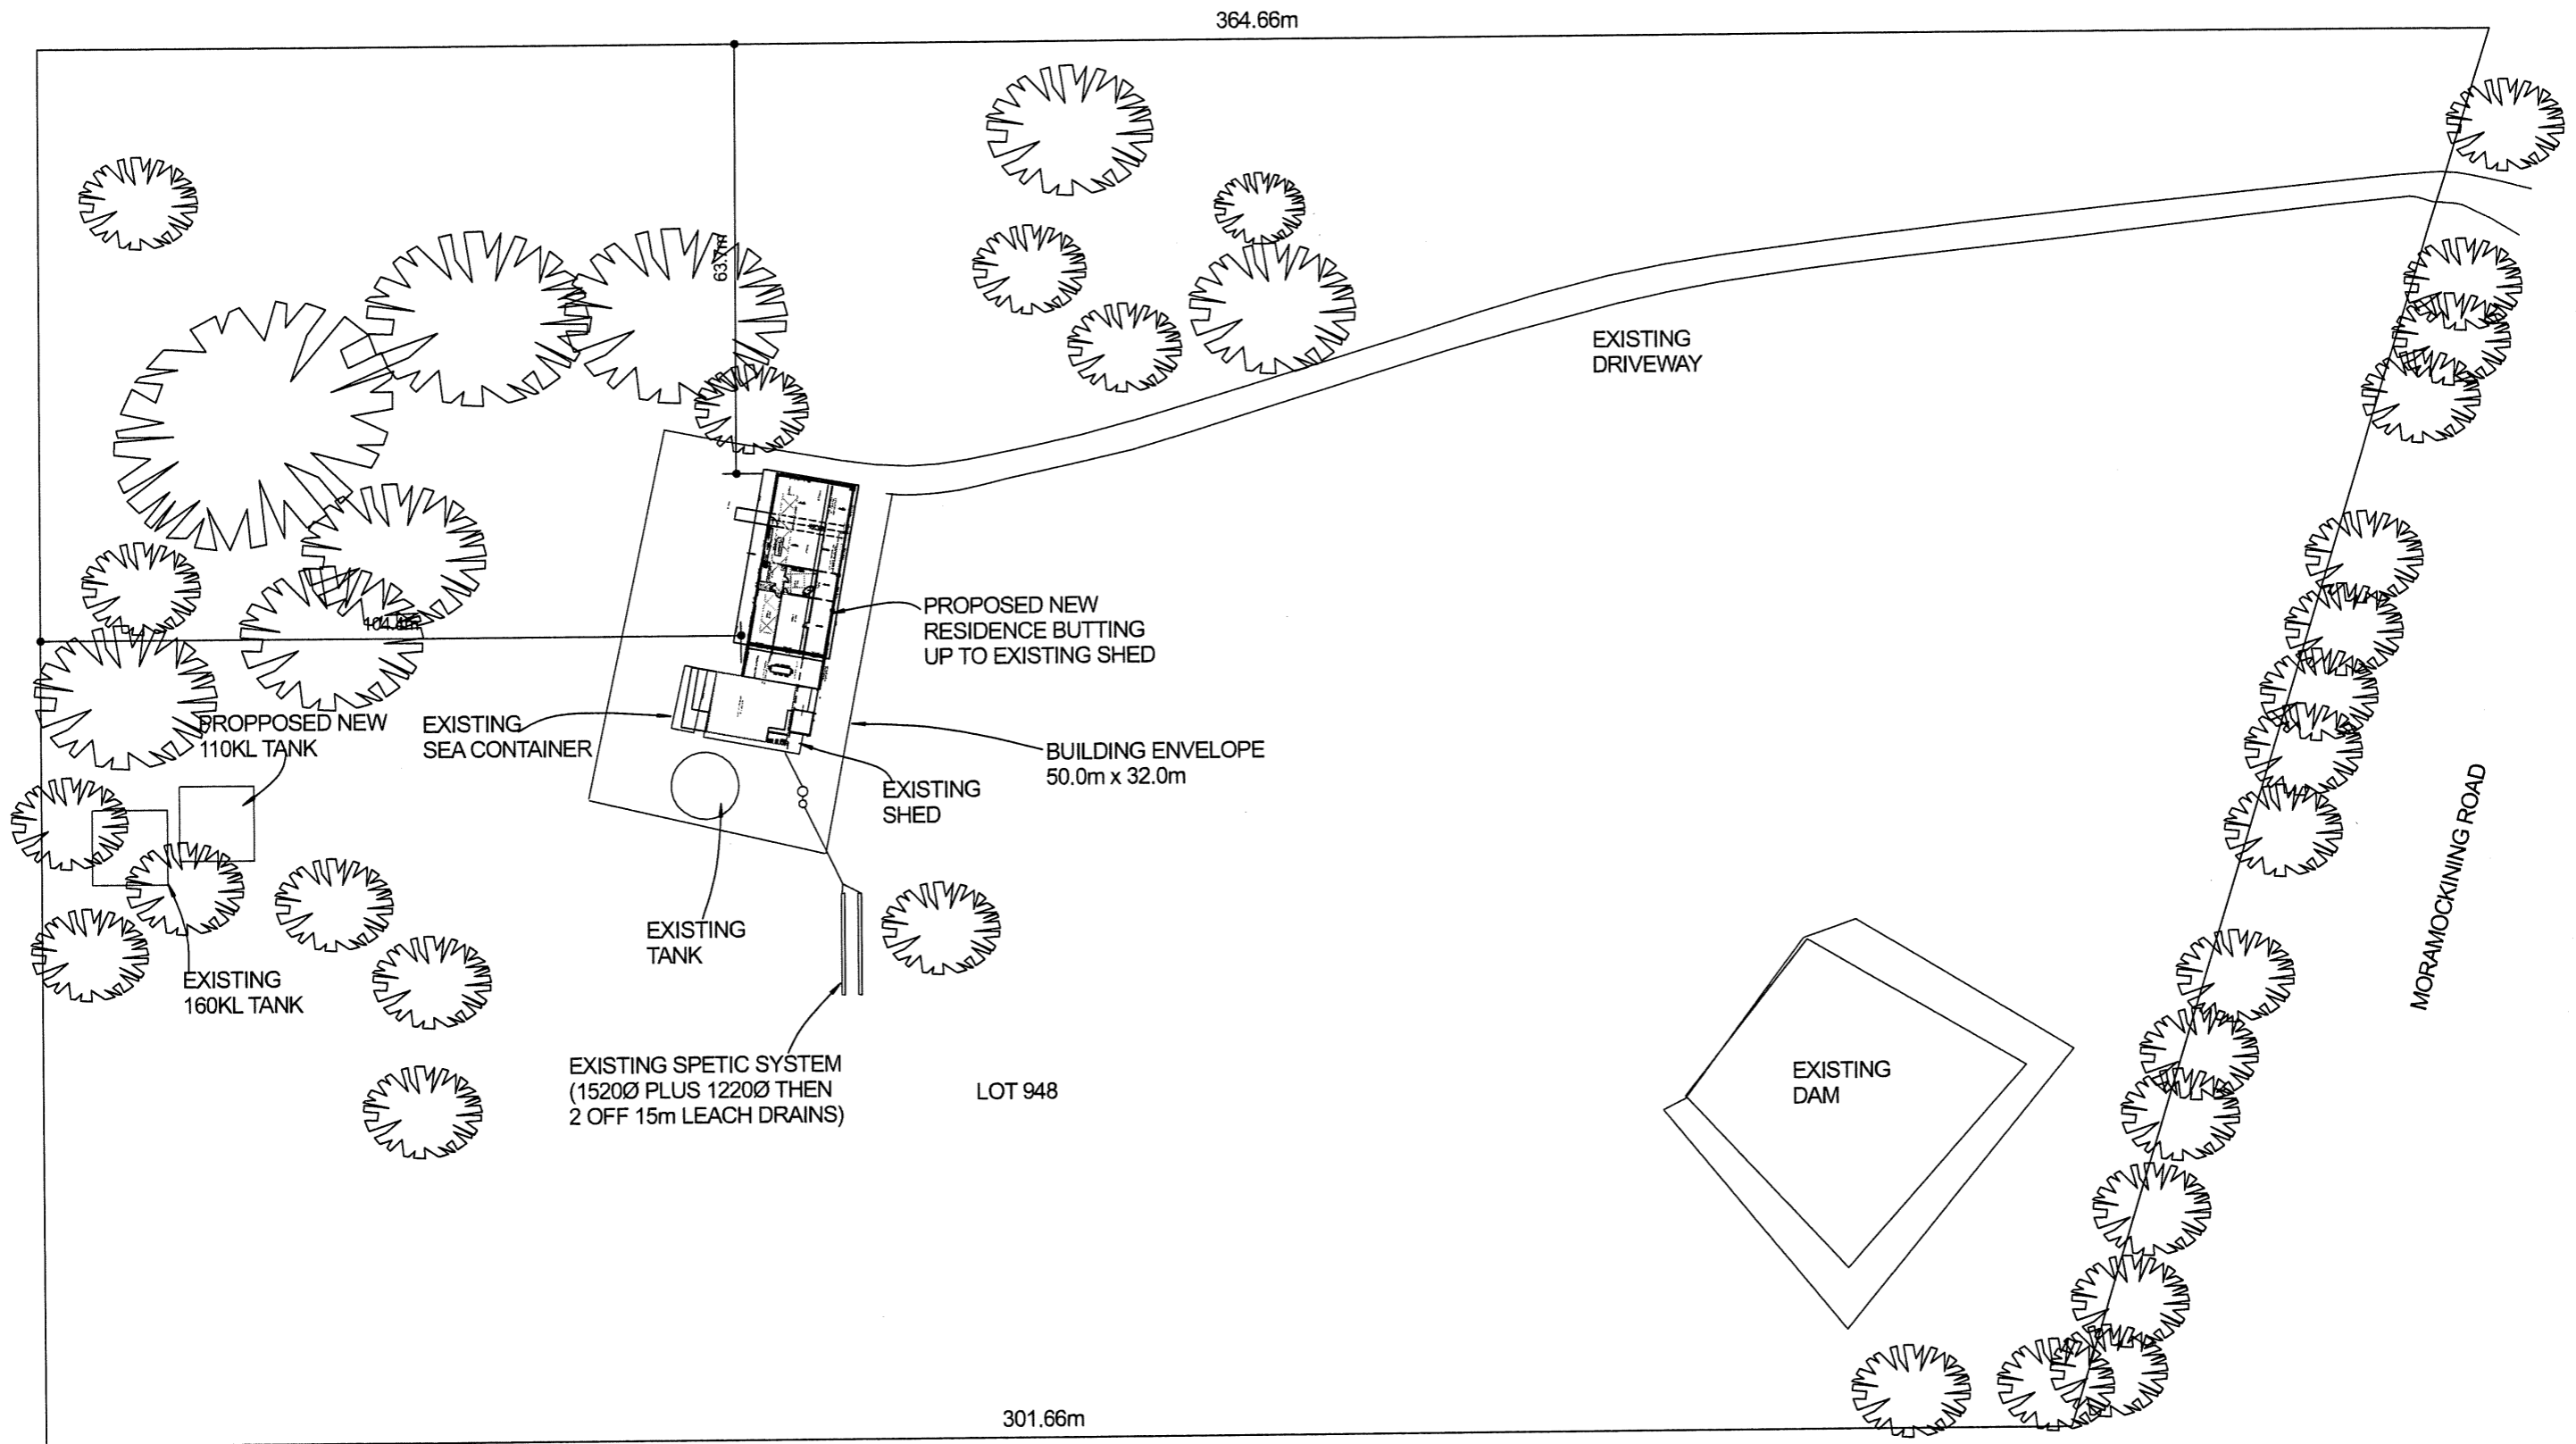 364.66m
63.7m
EXISTING
DRIVEWAY
PROPOSED NEW
RESIDENCE BUTTING
UP TO EXISTING SHED
PROPPOSED NEW
110KL TANK
EXISTING
SEA CONTAINER
BUILDING ENVELOPE
50.0m x 32.0m
EXISTING
SHED
MORAMOCKINING ROAD
EXISTING
TANK
EXISTING
160KL TANK
EXISTING SPETIC SYSTEM
(1520Ø PLUS 1220Ø THEN
2 OFF 15m LEACH DRAINS)
LOT 948
EXISTING
DAM
301.66m